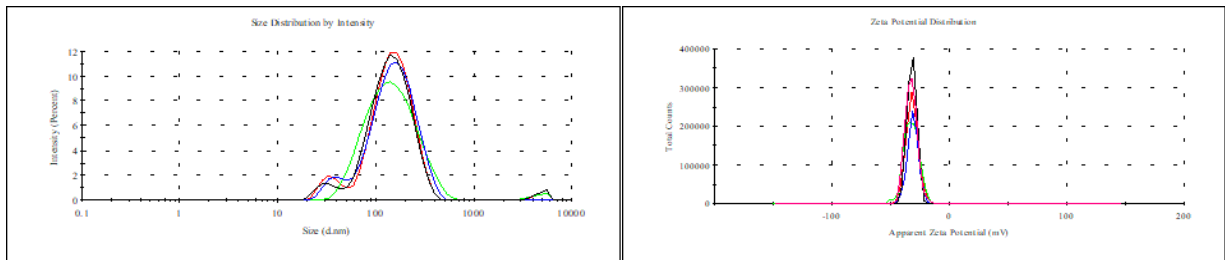 Size Distribution by Intensity
12
10
8
6
4
2
0
0.1 1 10 100 1000 10000
Intensity (Percent)
Size (d.nm)
Zeta Potential Distribution
400000
300000
200000
100000
0
-100 0 100 200
Total Counts
Apparent Zeta Potential (mV)